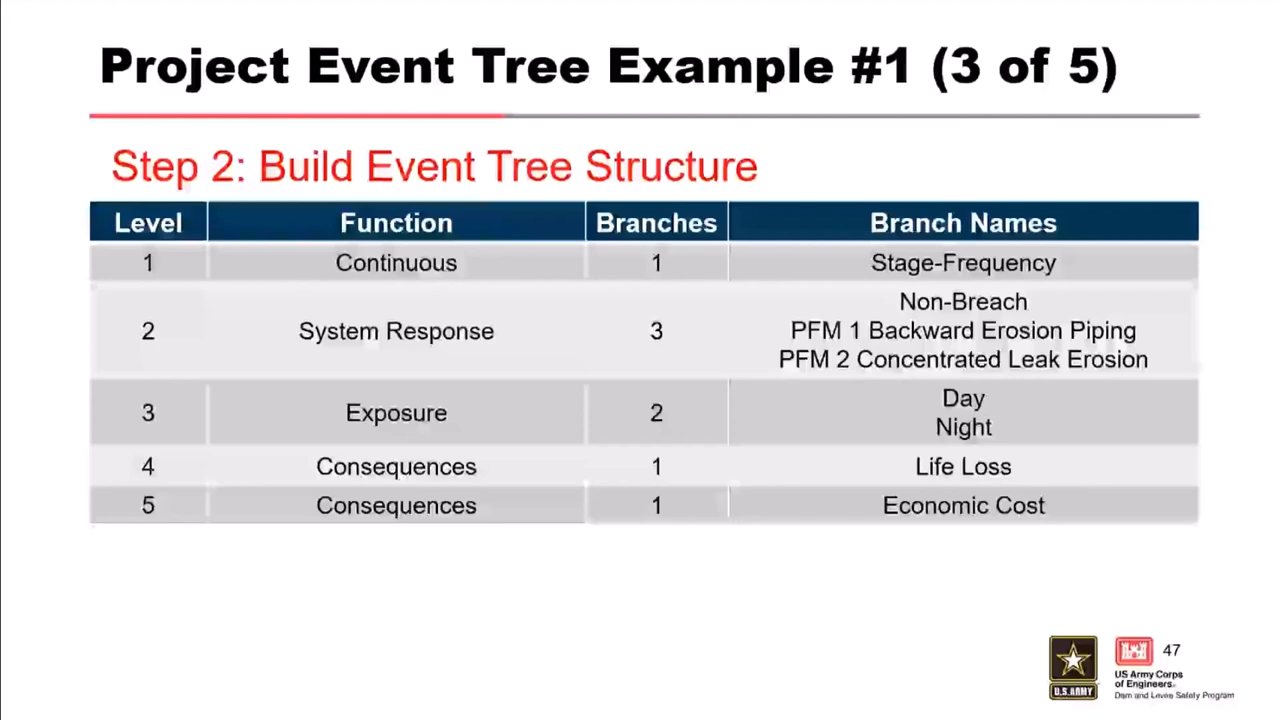 Project Event Tree Example #1 (3 of 5)
Step 2: Build Event Tree Structure
Level Function Branches Branch Names
1 Continuous 1 Stage-Frequency
2 System Response 3 Non-Breach
PFM 1 Backward Erosion Piping
PFM 2 Concentrated Leak Erosion
3 Exposure 2 Day
Night
4 Consequences 1 Life Loss
5 Consequences 1 Economic Cost
U.S. ARMY
47
US Army Corps
of Engineers®
Dam and Levee Safety Program